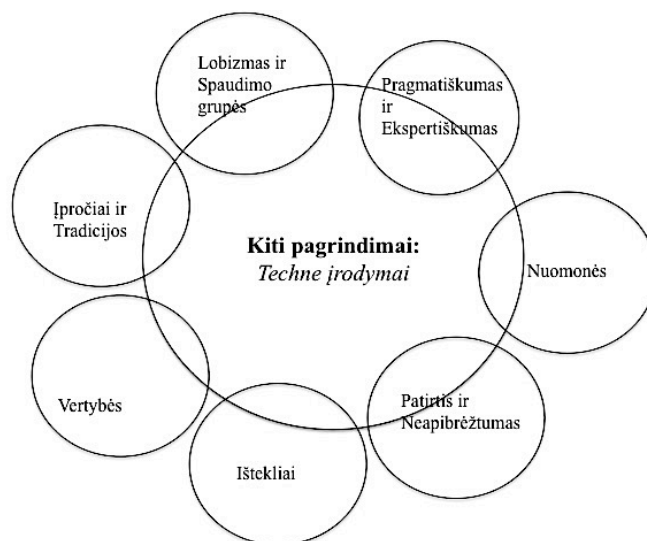 Lobizmas ir
Spaudimo
grupės
Pragmatiškumas
ir
Ekspertiškumas
Įpročiai ir
Tradicijos
Kiti pagrindimai:
Techne įrodymai
Nuomonės
Vertybės
Patirtis ir
Neapibrėžtumas
Ištekliai